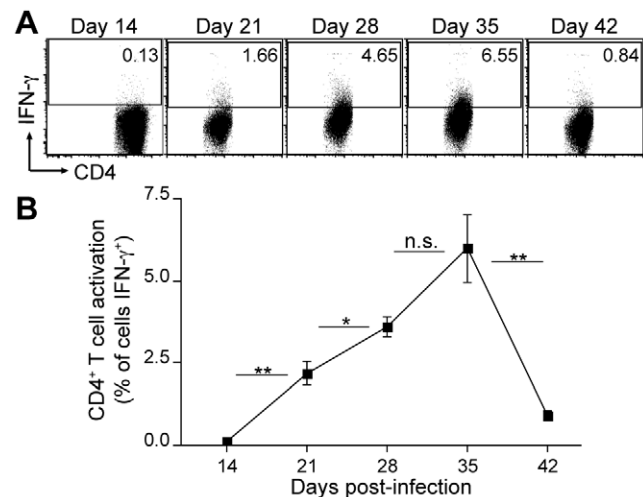 A
Day 14 Day 21 Day 28 Day 35 Day 42
0.13 1.66 4.65 6.55 0.84
IFN-γ
CD4
B
CD4⁺ T cell activation
(% of cells IFN-γ⁺)
7.5
5.0
2.5
0.0
** * n.s. **
14 21 28 35 42
Days post-infection